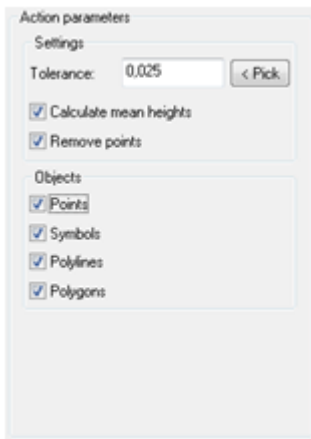 Action parameters
Settings
Tolerance: 0,025 < Pick
Calculate mean heights
Remove points
Objects
Points
Symbols
Polylines
Polygons